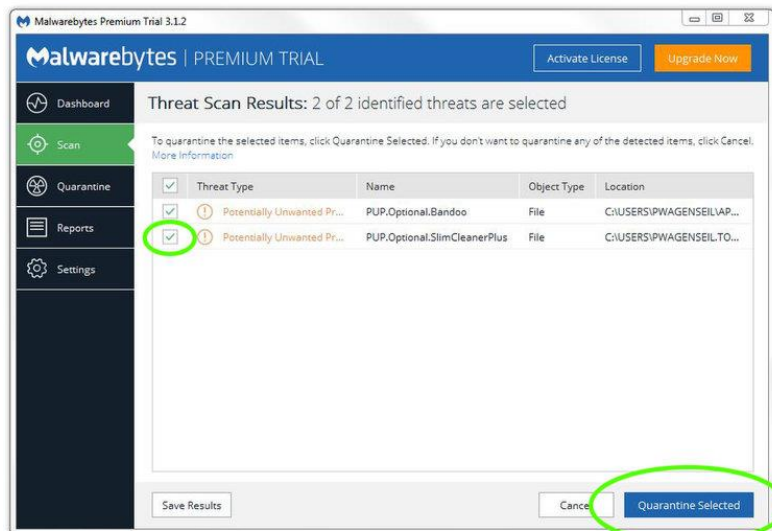 Malwarebytes Premium Trial 3.1.2
Malwarebytes | PREMIUM TRIAL
Activate License
Upgrade Now
Dashboard
Scan
Quarantine
Reports
Settings
Threat Scan Results: 2 of 2 identified threats are selected
To quarantine the selected items, click Quarantine Selected. If you don't want to quarantine any of the detected items, click Cancel.
More Information
Threat Type Name Object Type Location
Potentially Unwanted Pr... PUP.Optional.Bandoo File C:\USERS\PWAGENSEIL\AP...
Potentially Unwanted Pr... PUP.Optional.SlimCleanerPlus File C:\USERS\PWAGENSEIL.TO...
Save Results
Cancel
Quarantine Selected